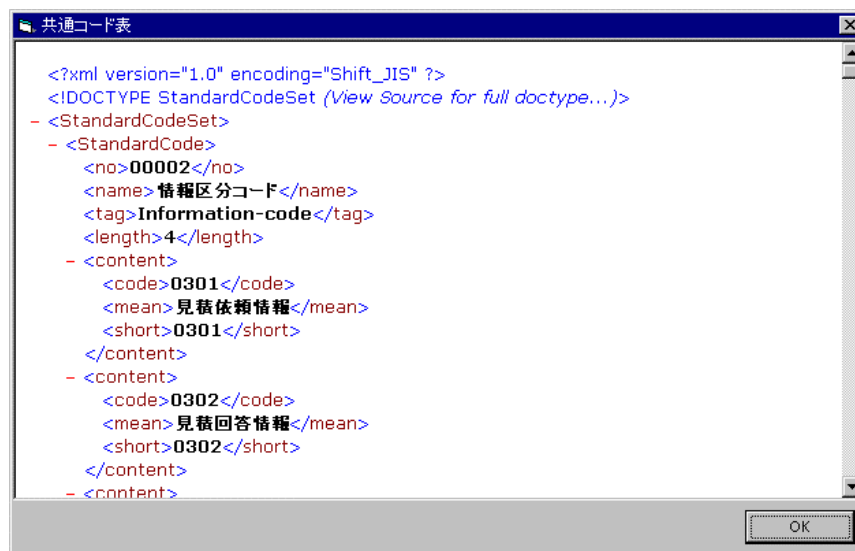 共通コード表
<?xml version="1.0" encoding="Shift_JIS" ?>
<!DOCTYPE StandardCodeSet (View Source for full doctype...)>
- <StandardCodeSet>
- <StandardCode>
<no>00002</no>
<name>情報区分コード</name>
<tag>Information-code</tag>
<length>4</length>
- <content>
<code>0301</code>
<mean>見積依頼情報</mean>
<short>0301</short>
</content>
- <content>
<code>0302</code>
<mean>見積回答情報</mean>
<short>0302</short>
</content>
- <content>
OK